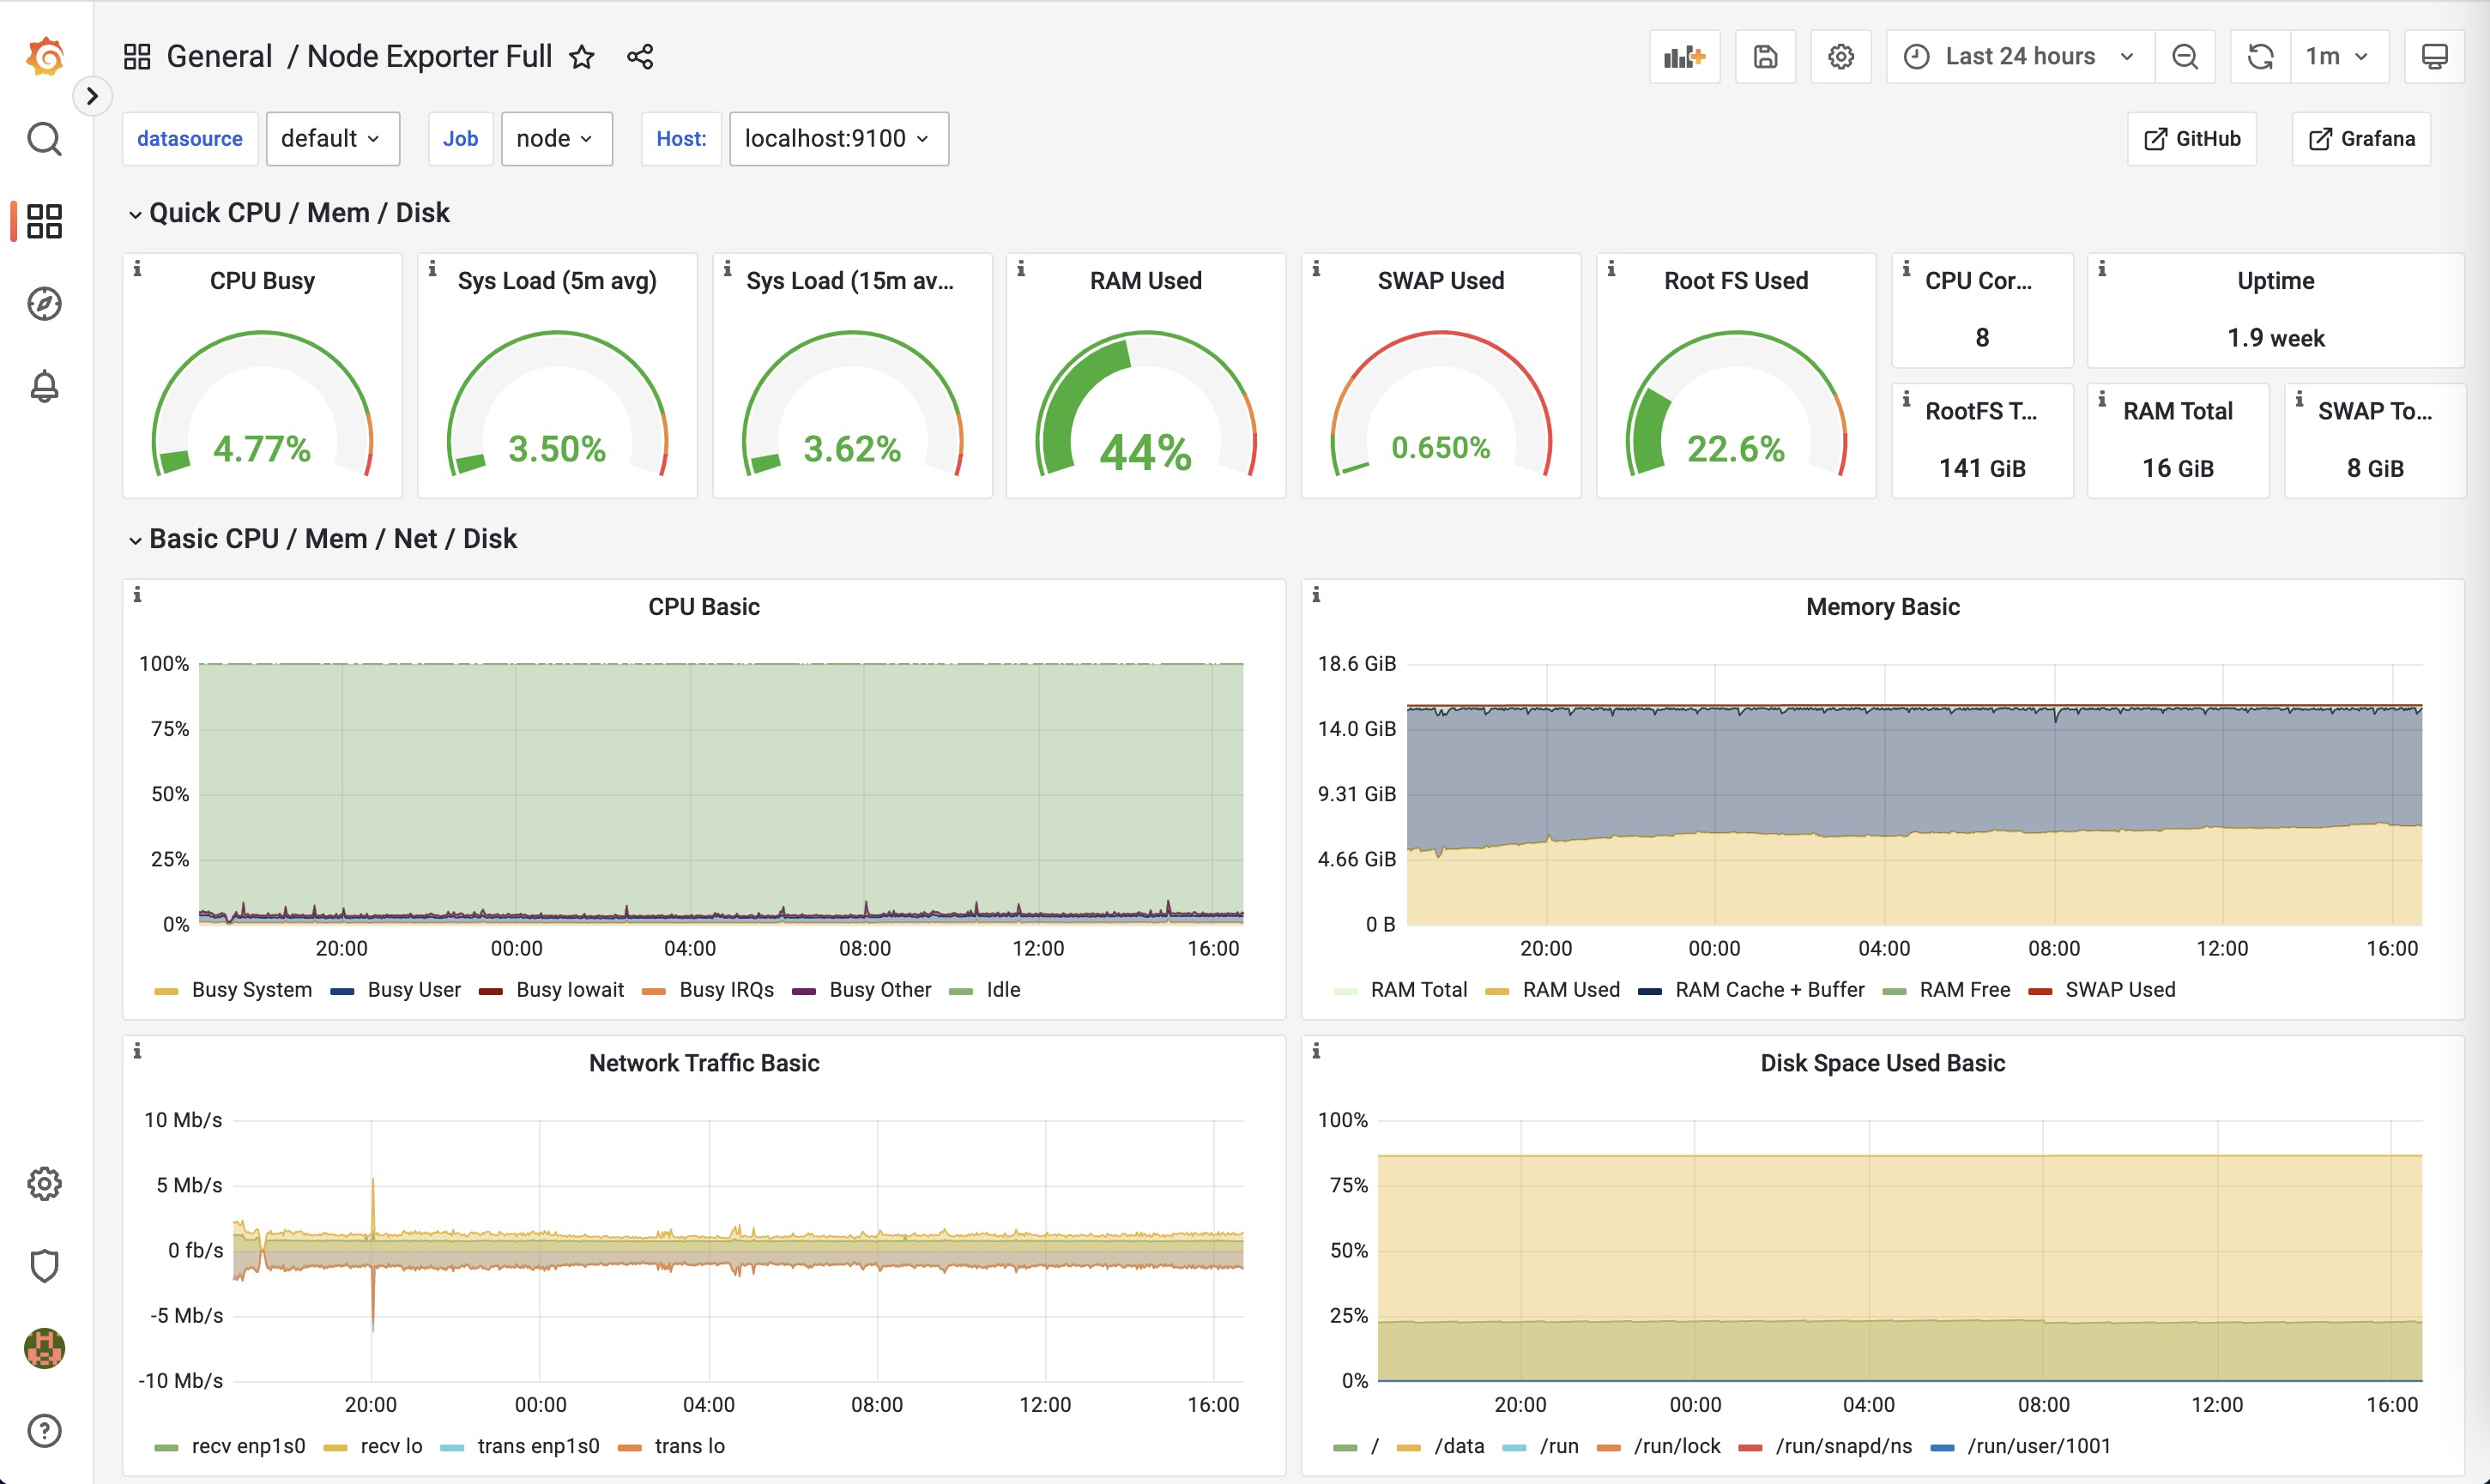 General / Node Exporter Full
Last 24 hours
1m
datasource default Job node Host: localhost:9100
GitHub Grafana
Quick CPU / Mem / Disk
CPU Busy
4.77%
Sys Load (5m avg)
3.50%
Sys Load (15m av...
3.62%
RAM Used
44%
SWAP Used
0.650%
Root FS Used
22.6%
CPU Cor...
8
Uptime
1.9 week
RootFS T...
141 GiB
RAM Total
16 GiB
SWAP To...
8 GiB
Basic CPU / Mem / Net / Disk
CPU Basic
100%
75%
50%
25%
0%
20:00 00:00 04:00 08:00 12:00 16:00
Busy System Busy User Busy Iowait Busy IRQs Busy Other Idle
Memory Basic
18.6 GiB
14.0 GiB
9.31 GiB
4.66 GiB
0 B
20:00 00:00 04:00 08:00 12:00 16:00
RAM Total RAM Used RAM Cache + Buffer RAM Free SWAP Used
Network Traffic Basic
10 Mb/s
5 Mb/s
0 fb/s
-5 Mb/s
-10 Mb/s
20:00 00:00 04:00 08:00 12:00 16:00
recv enp1s0 recv lo trans enp1s0 trans lo
Disk Space Used Basic
100%
75%
50%
25%
0%
20:00 00:00 04:00 08:00 12:00 16:00
/ /data /run /run/lock /run/snapd/ns /run/user/1001